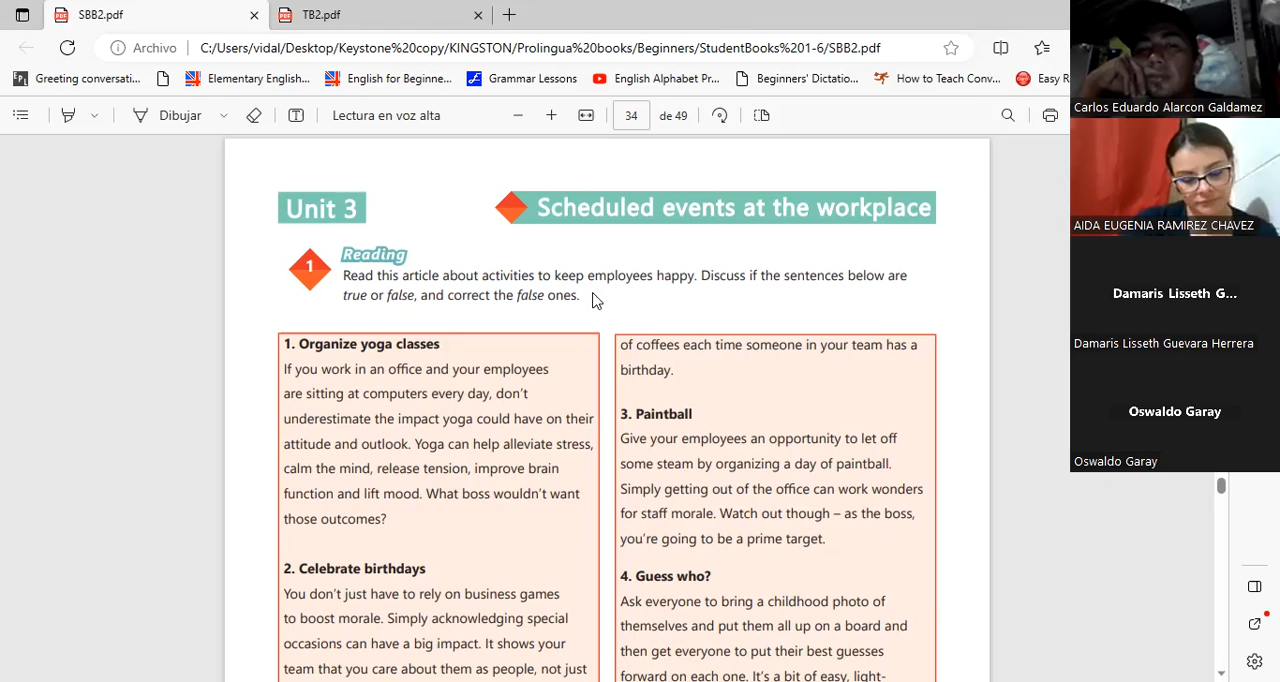 SBB2.pdf
TB2.pdf
Archivo
C:/Users/vidal/Desktop/Keystone%20copy/KINGSTON/Prolingua%20books/Beginners/StudentBooks%201-6/SBB2.pdf
Greeting conversati...
Elementary English...
English for Beginne...
Grammar Lessons
English Alphabet Pr...
Beginners' Dictatio...
How to Teach Conv...
Easy R
Dibujar
Lectura en voz alta
34
de 49
Unit 3
Scheduled events at the workplace
1
Reading
Read this article about activities to keep employees happy. Discuss if the sentences below are
true or false, and correct the false ones.
1. Organize yoga classes
If you work in an office and your employees
are sitting at computers every day, don't
underestimate the impact yoga could have on their
attitude and outlook. Yoga can help alleviate stress,
calm the mind, release tension, improve brain
function and lift mood. What boss wouldn't want
those outcomes?
2. Celebrate birthdays
You don't just have to rely on business games
to boost morale. Simply acknowledging special
occasions can have a big impact. It shows your
team that you care about them as people, not just
of coffees each time someone in your team has a
birthday.
3. Paintball
Give your employees an opportunity to let off
some steam by organizing a day of paintball.
Simply getting out of the office can work wonders
for staff morale. Watch out though – as the boss,
you're going to be a prime target.
4. Guess who?
Ask everyone to bring a childhood photo of
themselves and put them all up on a board and
then get everyone to put their best guesses
forward on each one. It's a bit of easy, light-
Carlos Eduardo Alarcon Galdamez
AIDA EUGENIA RAMIREZ CHAVEZ
Damaris Lisseth G...
Damaris Lisseth Guevara Herrera
Oswaldo Garay
Oswaldo Garay